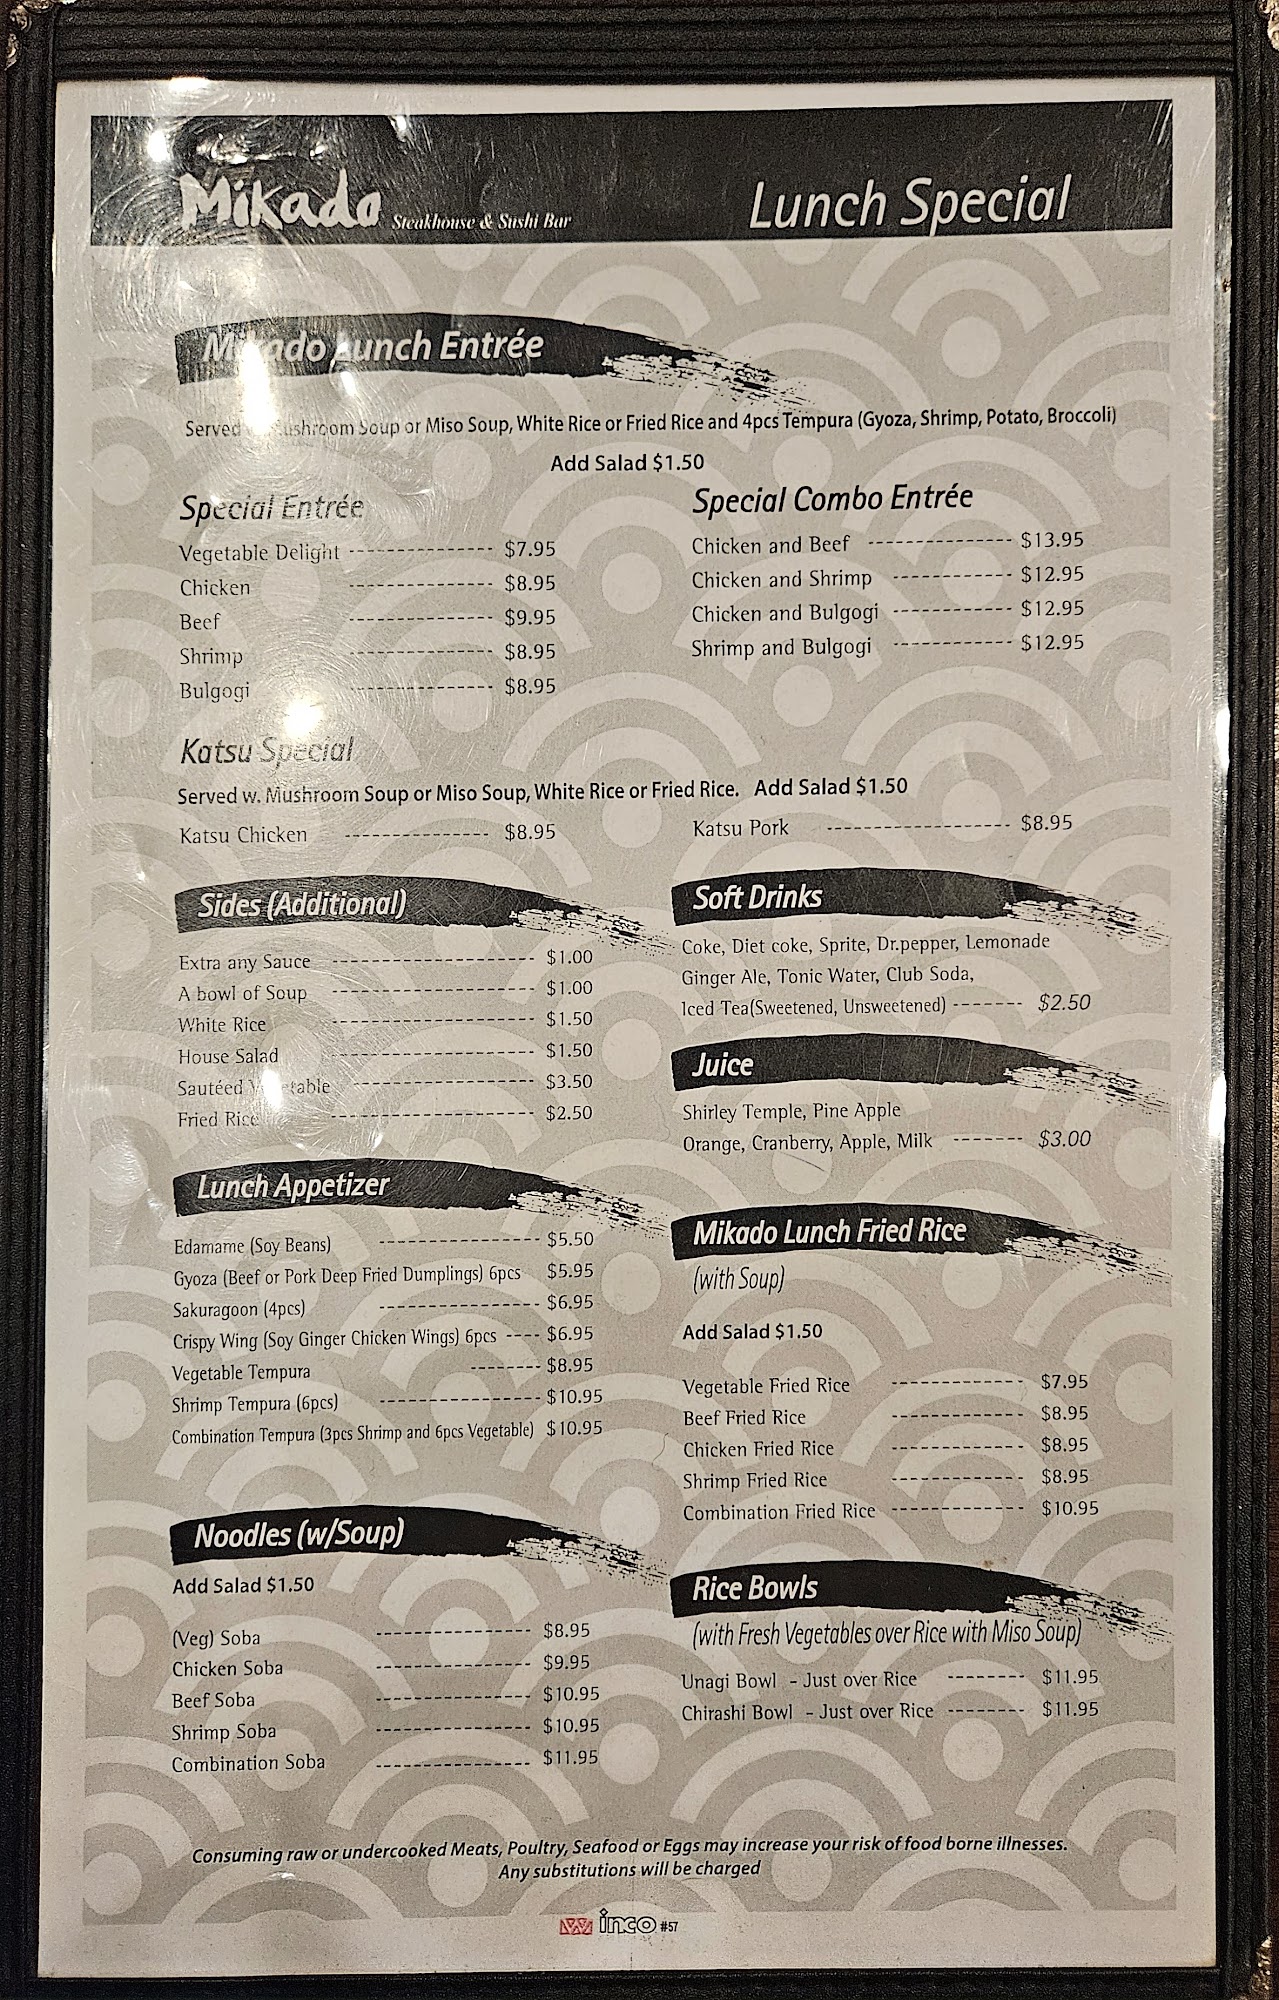 Mikado Steakhouse & Sushi Bar
Lunch Special
Mikado Lunch Entrée
Served Mushroom Soup or Miso Soup, White Rice or Fried Rice and 4pcs Tempura (Gyoza, Shrimp, Potato, Broccoli)
Add Salad $1.50
Special Entrée
Vegetable Delight -------------- $7.95
Chicken -------------- $8.95
Beef -------------- $9.95
Shrimp -------------- $8.95
Bulgogi -------------- $8.95
Special Combo Entrée
Chicken and Beef -------------- $13.95
Chicken and Shrimp ------------ $12.95
Chicken and Bulgogi ------------ $12.95
Shrimp and Bulgogi ------------ $12.95
Katsu Special
Served w. Mushroom Soup or Miso Soup, White Rice or Fried Rice. Add Salad $1.50
Katsu Chicken -------------- $8.95
Katsu Pork ------------------ $8.95
Sides (Additional)
Extra any Sauce -------------------- $1.00
A bowl of Soup -------------------- $1.00
White Rice -------------------- $1.50
House Salad -------------------- $1.50
Sautéed Vegetable ------------------ $3.50
Fried Rice -------------------- $2.50
Soft Drinks
Coke, Diet coke, Sprite, Dr.pepper, Lemonade
Ginger Ale, Tonic Water, Club Soda,
Iced Tea(Sweetened, Unsweetened) ------- $2.50
Juice
Shirley Temple, Pine Apple
Orange, Cranberry, Apple, Milk ------- $3.00
Lunch Appetizer
Edamame (Soy Beans) ---------------- $5.50
Gyoza (Beef or Pork Deep Fried Dumplings) 6pcs $5.95
Sakuragoon (4pcs) ---------------- $6.95
Crispy Wing (Soy Ginger Chicken Wings) 6pcs ---- $6.95
Vegetable Tempura ------- $8.95
Shrimp Tempura (6pcs) ---------------- $10.95
Combination Tempura (3pcs Shrimp and 6pcs Vegetable) $10.95
Mikado Lunch Fried Rice
(with Soup)
Add Salad $1.50
Vegetable Fried Rice ------------- $7.95
Beef Fried Rice ------------- $8.95
Chicken Fried Rice ------------- $8.95
Shrimp Fried Rice ------------- $8.95
Combination Fried Rice ------------- $10.95
Noodles (w/Soup)
Add Salad $1.50
(Veg) Soba --------------- $8.95
Chicken Soba --------------- $9.95
Beef Soba --------------- $10.95
Shrimp Soba --------------- $10.95
Combination Soba --------------- $11.95
Rice Bowls
(with Fresh Vegetables over Rice with Miso Soup)
Unagi Bowl - Just over Rice -------- $11.95
Chirashi Bowl - Just over Rice -------- $11.95
Consuming raw or undercooked Meats, Poultry, Seafood or Eggs may increase your risk of food borne illnesses.
Any substitutions will be charged
W inco #57